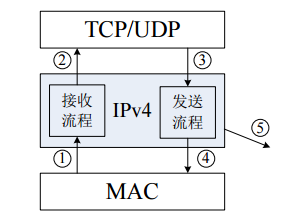 TCP/UDP
② ③
接收 IPv4 发送
流程 流程
⑤
① ④
MAC